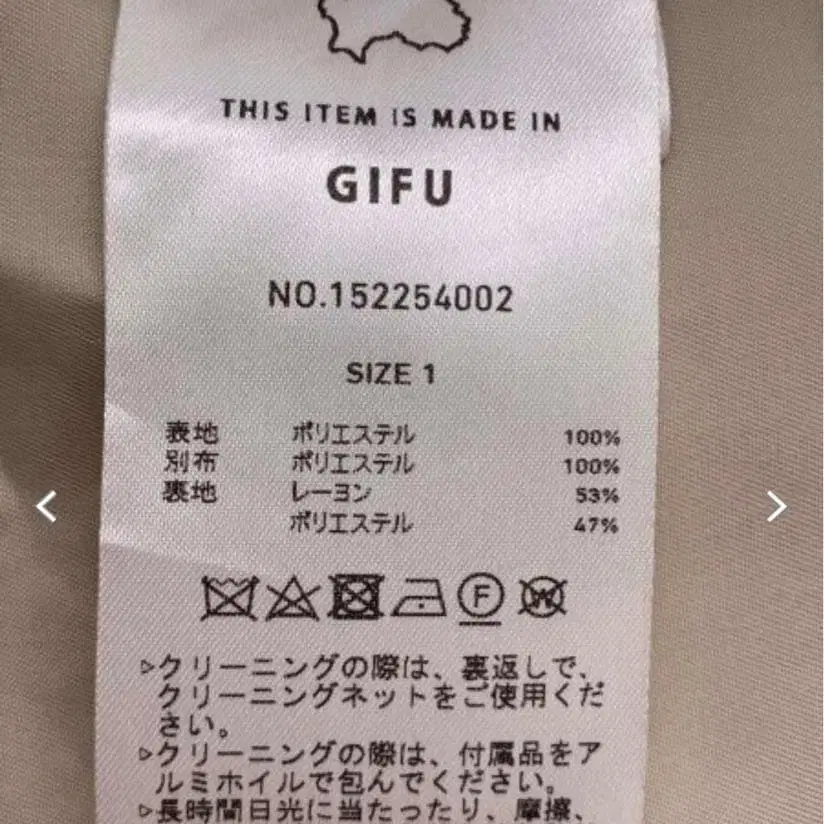 THIS ITEM IS MADE IN
GIFU
NO.152254002
SIZE 1
表地 ポリエステル 100%
別布 ポリエステル 100%
裏地 レーヨン 53%
ポリエステル 47%
F W
▷クリーニングの際は、裏返しで、
クリーニングネットをご使用くだ
さい。
▷クリーニングの際は、付属品をア
ルミホイルで包んでください。
▷長時間日光に当たったり、摩擦、